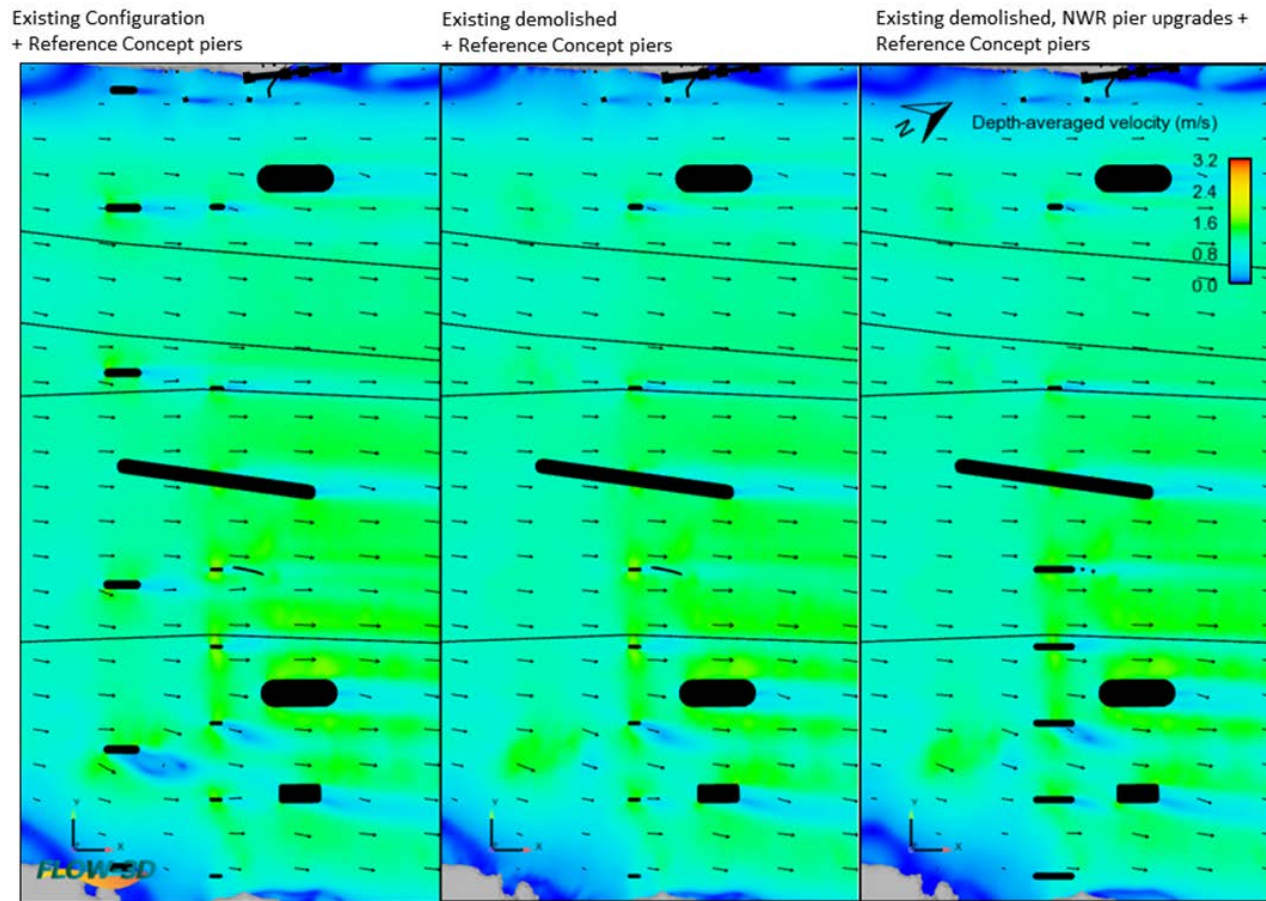 Existing Configuration
+ Reference Concept piers
Existing demolished
+ Reference Concept piers
Existing demolished, NWR pier upgrades +
Reference Concept piers
N
Depth-averaged velocity (m/s)
3.2
2.4
1.6
0.8
0.0
Y
X
Y
X
Y
X
FLOW-3D